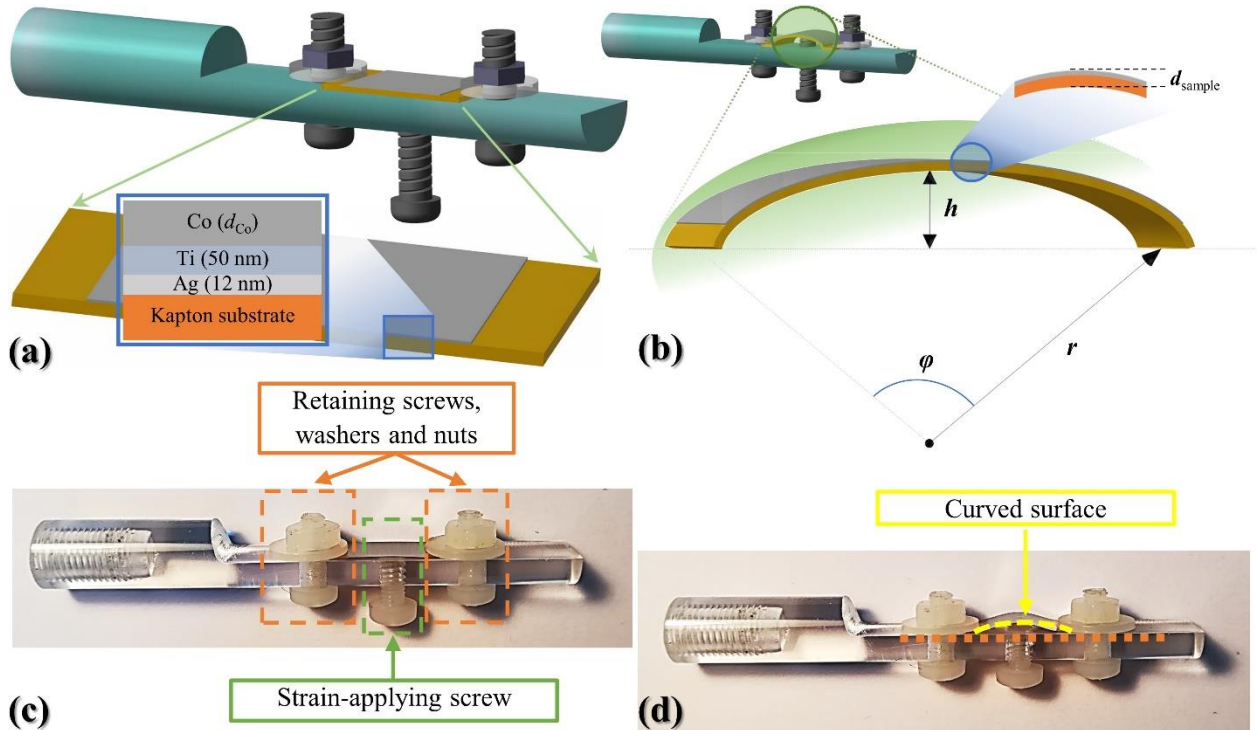 Co (dCo)
Ti (50 nm)
Ag (12 nm)
Kapton substrate
(a)
dsample
h
r
φ
(b)
Retaining screws,
washers and nuts
Strain-applying screw
(c)
Curved surface
(d)